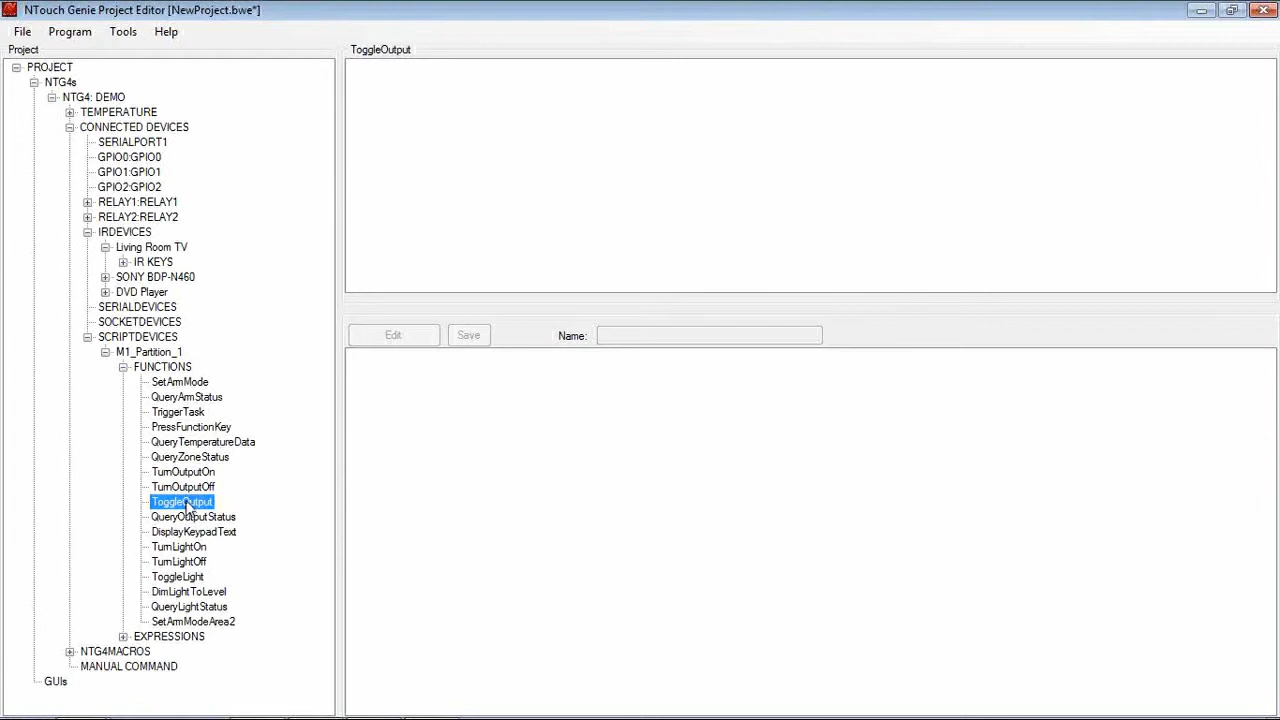 NTouch Genie Project Editor [NewProject.bwe*]
File Program Tools Help
Project
ToggleOutput
PROJECT
NTG4s
NTG4: DEMO
TEMPERATURE
CONNECTED DEVICES
SERIALPORT1
GPIO0:GPIO0
GPIO1:GPIO1
GPIO2:GPIO2
RELAY1:RELAY1
RELAY2:RELAY2
IRDEVICES
Living Room TV
IR KEYS
SONY BDP-N460
DVD Player
SERIALDEVICES
SOCKETDEVICES
SCRIPTDEVICES
M1_Partition_1
FUNCTIONS
SetArmMode
QueryArmStatus
TriggerTask
PressFunctionKey
QueryTemperatureData
QueryZoneStatus
TurnOutputOn
TurnOutputOff
ToggleOutput
QueryOutputStatus
DisplayKeypadText
TurnLightOn
TurnLightOff
ToggleLight
DimLightToLevel
QueryLightStatus
SetArmModeArea2
EXPRESSIONS
NTG4MACROS
MANUAL COMMAND
GUIs
Edit Save Name: